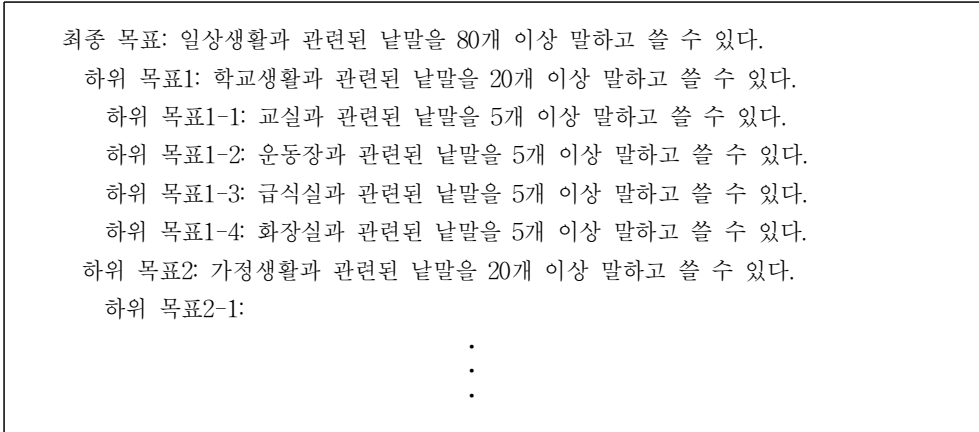 최종 목표: 일상생활과 관련된 낱말을 80개 이상 말하고 쓸 수 있다.
하위 목표1: 학교생활과 관련된 낱말을 20개 이상 말하고 쓸 수 있다.
하위 목표1-1: 교실과 관련된 낱말을 5개 이상 말하고 쓸 수 있다.
하위 목표1-2: 운동장과 관련된 낱말을 5개 이상 말하고 쓸 수 있다.
하위 목표1-3: 급식실과 관련된 낱말을 5개 이상 말하고 쓸 수 있다.
하위 목표1-4: 화장실과 관련된 낱말을 5개 이상 말하고 쓸 수 있다.
하위 목표2: 가정생활과 관련된 낱말을 20개 이상 말하고 쓸 수 있다.
하위 목표2-1:
·
·
·